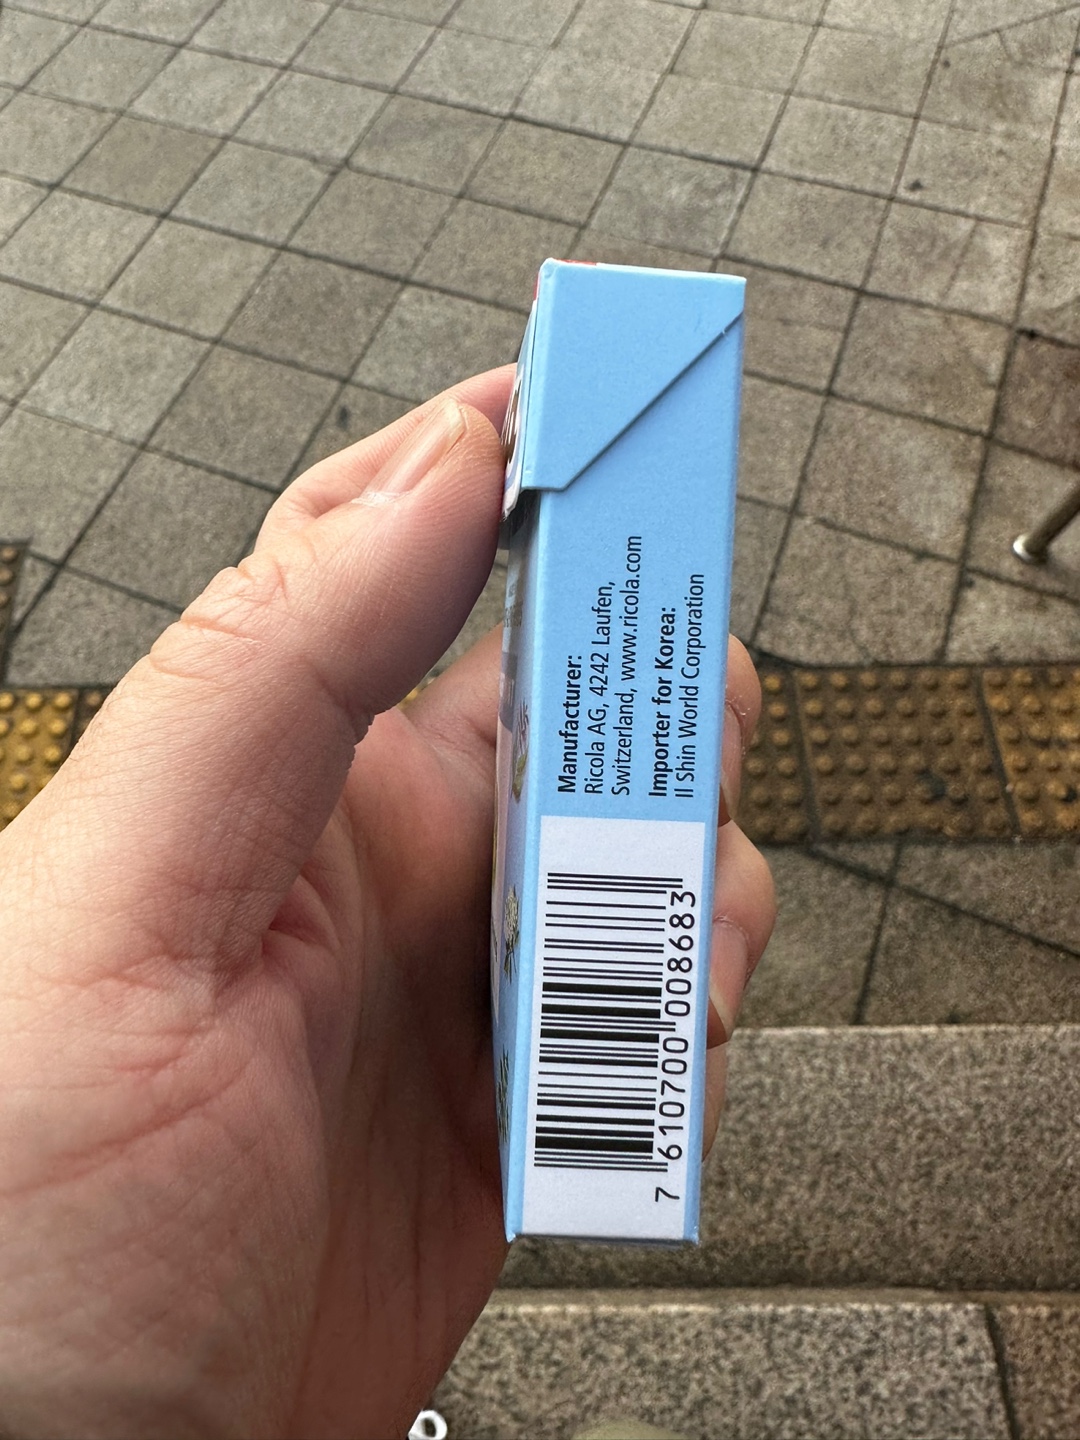 Manufacturer:
Ricola AG, 4242 Laufen,
Switzerland, www.ricola.com
Importer for Korea:
Il Shin World Corporation
7 610700 008683